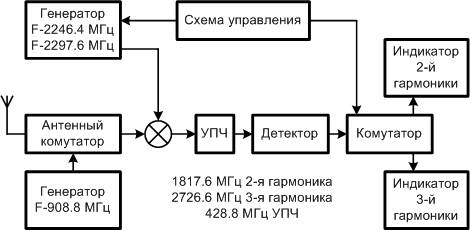 Генератор
F-2246.4 МГц
F-2297.6 МГц
Схема управления
Индикатор
2-й
гармоники
Антенный
комутатор
УПЧ
Детектор
Комутатор
Генератор
F-908.8 МГц
1817.6 МГц 2-я гармоника
2726.6 МГц 3-я гармоника
428.8 МГц УПЧ
Индикатор
3-й
гармоники